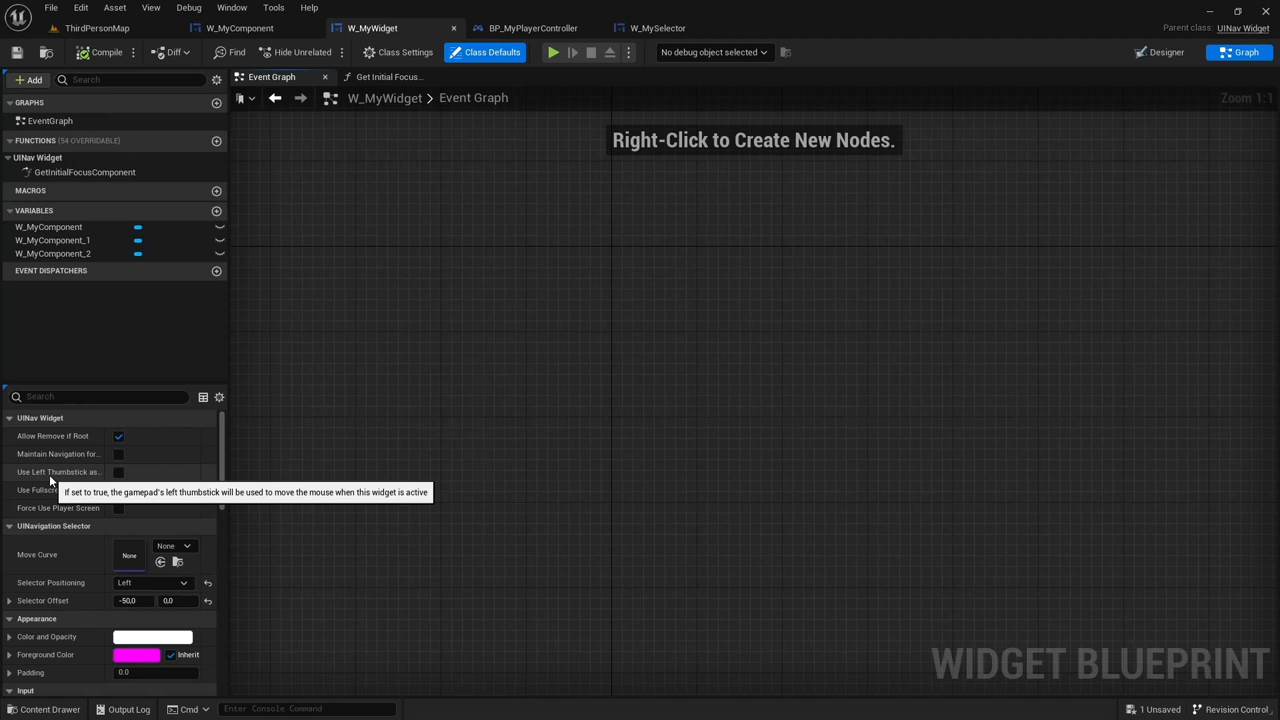 File Edit Asset View Debug Window Tools Help
ThirdPersonMap W_MyComponent W_MyWidget BP_MyPlayerController W_MySelector Parent class: UINav Widget
Compile Diff Find Hide Unrelated Class Settings Class Defaults No debug object selected Designer Graph
Add Search Event Graph Get Initial Focus...
GRAPHS W_MyWidget Event Graph Zoom 1:1
EventGraph
Right-Click to Create New Nodes.
FUNCTIONS (54 OVERRIDABLE)
UINav Widget
GetInitialFocusComponent
MACROS
VARIABLES
W_MyComponent
W_MyComponent_1
W_MyComponent_2
EVENT DISPATCHERS
Search
UINav Widget
Allow Remove if Root
Maintain Navigation for...
Use Left Thumbstick as...
Use Fullscre
If set to true, the gamepad's left thumbstick will be used to move the mouse when this widget is active
Force Use Player Screen
UINavigation Selector
Move Curve None None
Selector Positioning Left
Selector Offset -50,0 0,0
Appearance
Color and Opacity
Foreground Color Inherit
Padding 0.0
Input
WIDGET BLUEPRINT
Content Drawer Output Log Cmd Enter Console Command 1 Unsaved Revision Control